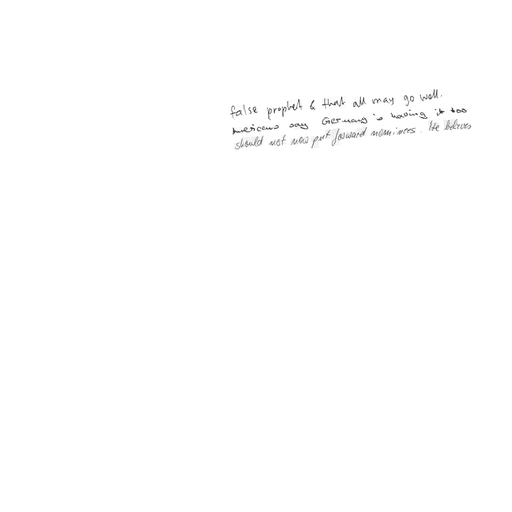 false prophet & that all may go well.
Americans say Germany is having it too
should not now put forward nominees. He believes